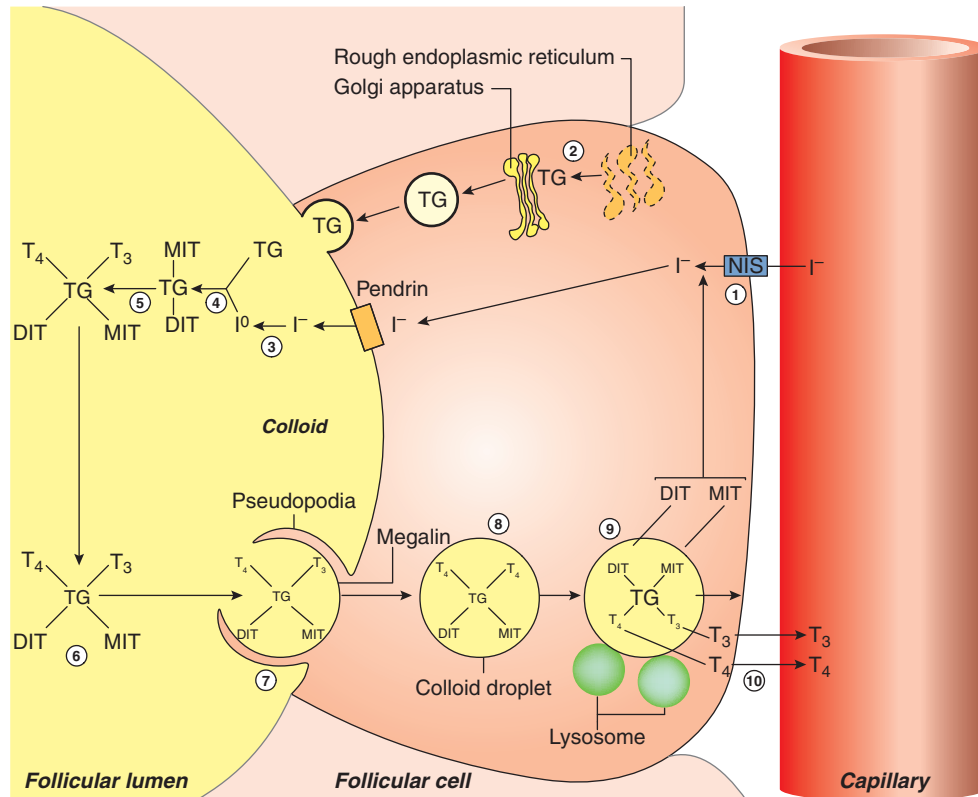 Rough endoplasmic reticulum
Golgi apparatus
2
TG
TG
TG
T4 T3
MIT
TG
TG
TG
5
4
DIT MIT
DIT
I⁰
I⁻
3
Pendrin
I⁻
I⁻
NIS
I⁻
1
Colloid
Pseudopodia
Megalin
8
9
DIT MIT
T4 T3
TG
DIT MIT
6
T4 T3
TG
DIT MIT
7
T4 T4
TG
DIT MIT
Colloid droplet
DIT MIT
TG
T4 T3
T3 T3
T4 T4
10
Lysosome
Follicular lumen
Follicular cell
Capillary